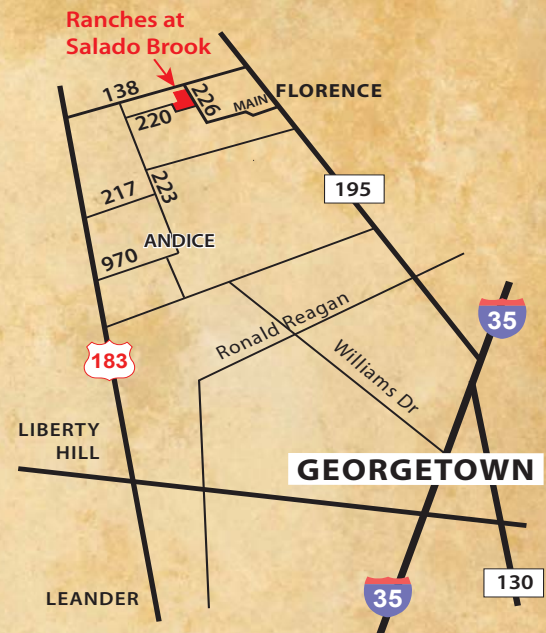 Ranches at
Salado Brook
138
226
MAIN
FLORENCE
220
195
217
223
ANDICE
970
Ronald Reagan
35
183
Williams Dr
LIBERTY
HILL
GEORGETOWN
130
35
LEANDER